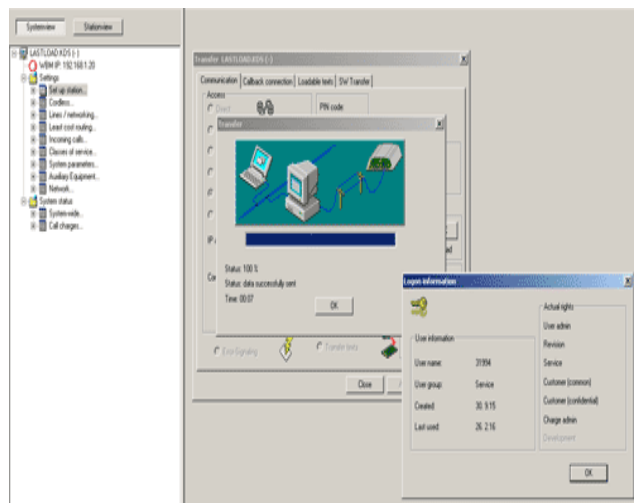 Systemview
Stationview
LASTLOAD.KDS (-)
WBM IP: 192.168.1.20
Settings
Set up station...
Cordless...
Lines / networking...
Least cost routing...
Incoming calls...
Classes of service...
System parameters...
Auxiliary Equipment...
Network...
System status
System-wide...
Call charges...
Transfer LASTLOAD.KDS (-)
Communication
Callback connection
Loadable texts
SW Transfer
Access
Direct
PIN code:
Transfer
Status: 100 %
Status: data successfully sent
Time: 00:07
OK
Error Signaling
Transfer texts
Close
Logon information
User information
User name: 31994
User group: Service
Created: 30. 9.15
Last used: 26. 2.16
Actual rights
User admin
Revision
Service
Customer (common)
Customer (confidential)
Charge admin
Development
OK